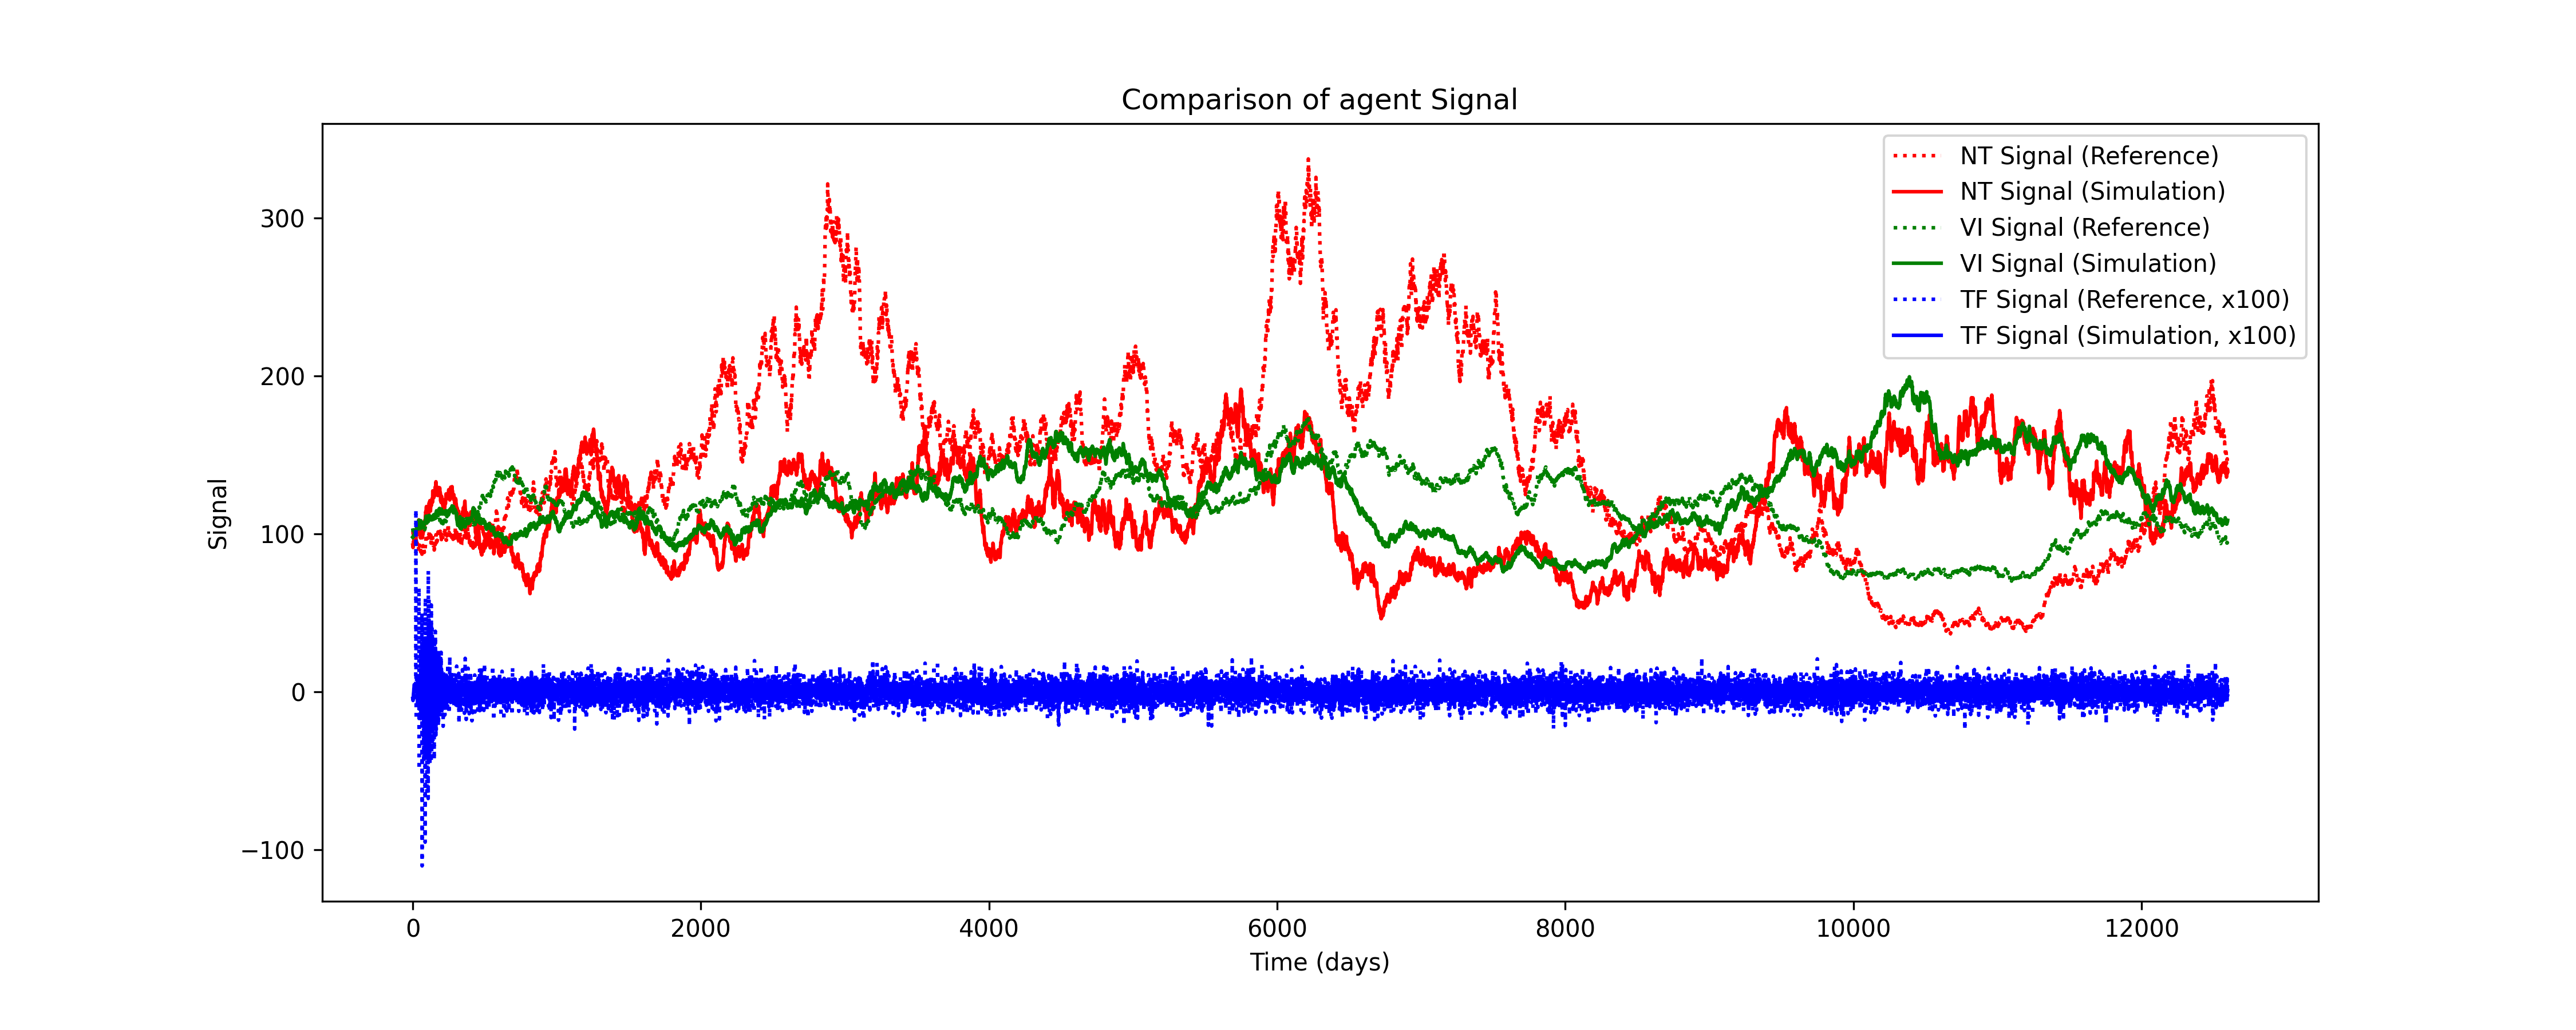 Comparison of agent Signal
NT Signal (Reference)
NT Signal (Simulation)
VI Signal (Reference)
VI Signal (Simulation)
TF Signal (Reference, x100)
TF Signal (Simulation, x100)
Signal
300
200
100
0
−100
0 2000 4000 6000 8000 10000 12000
Time (days)